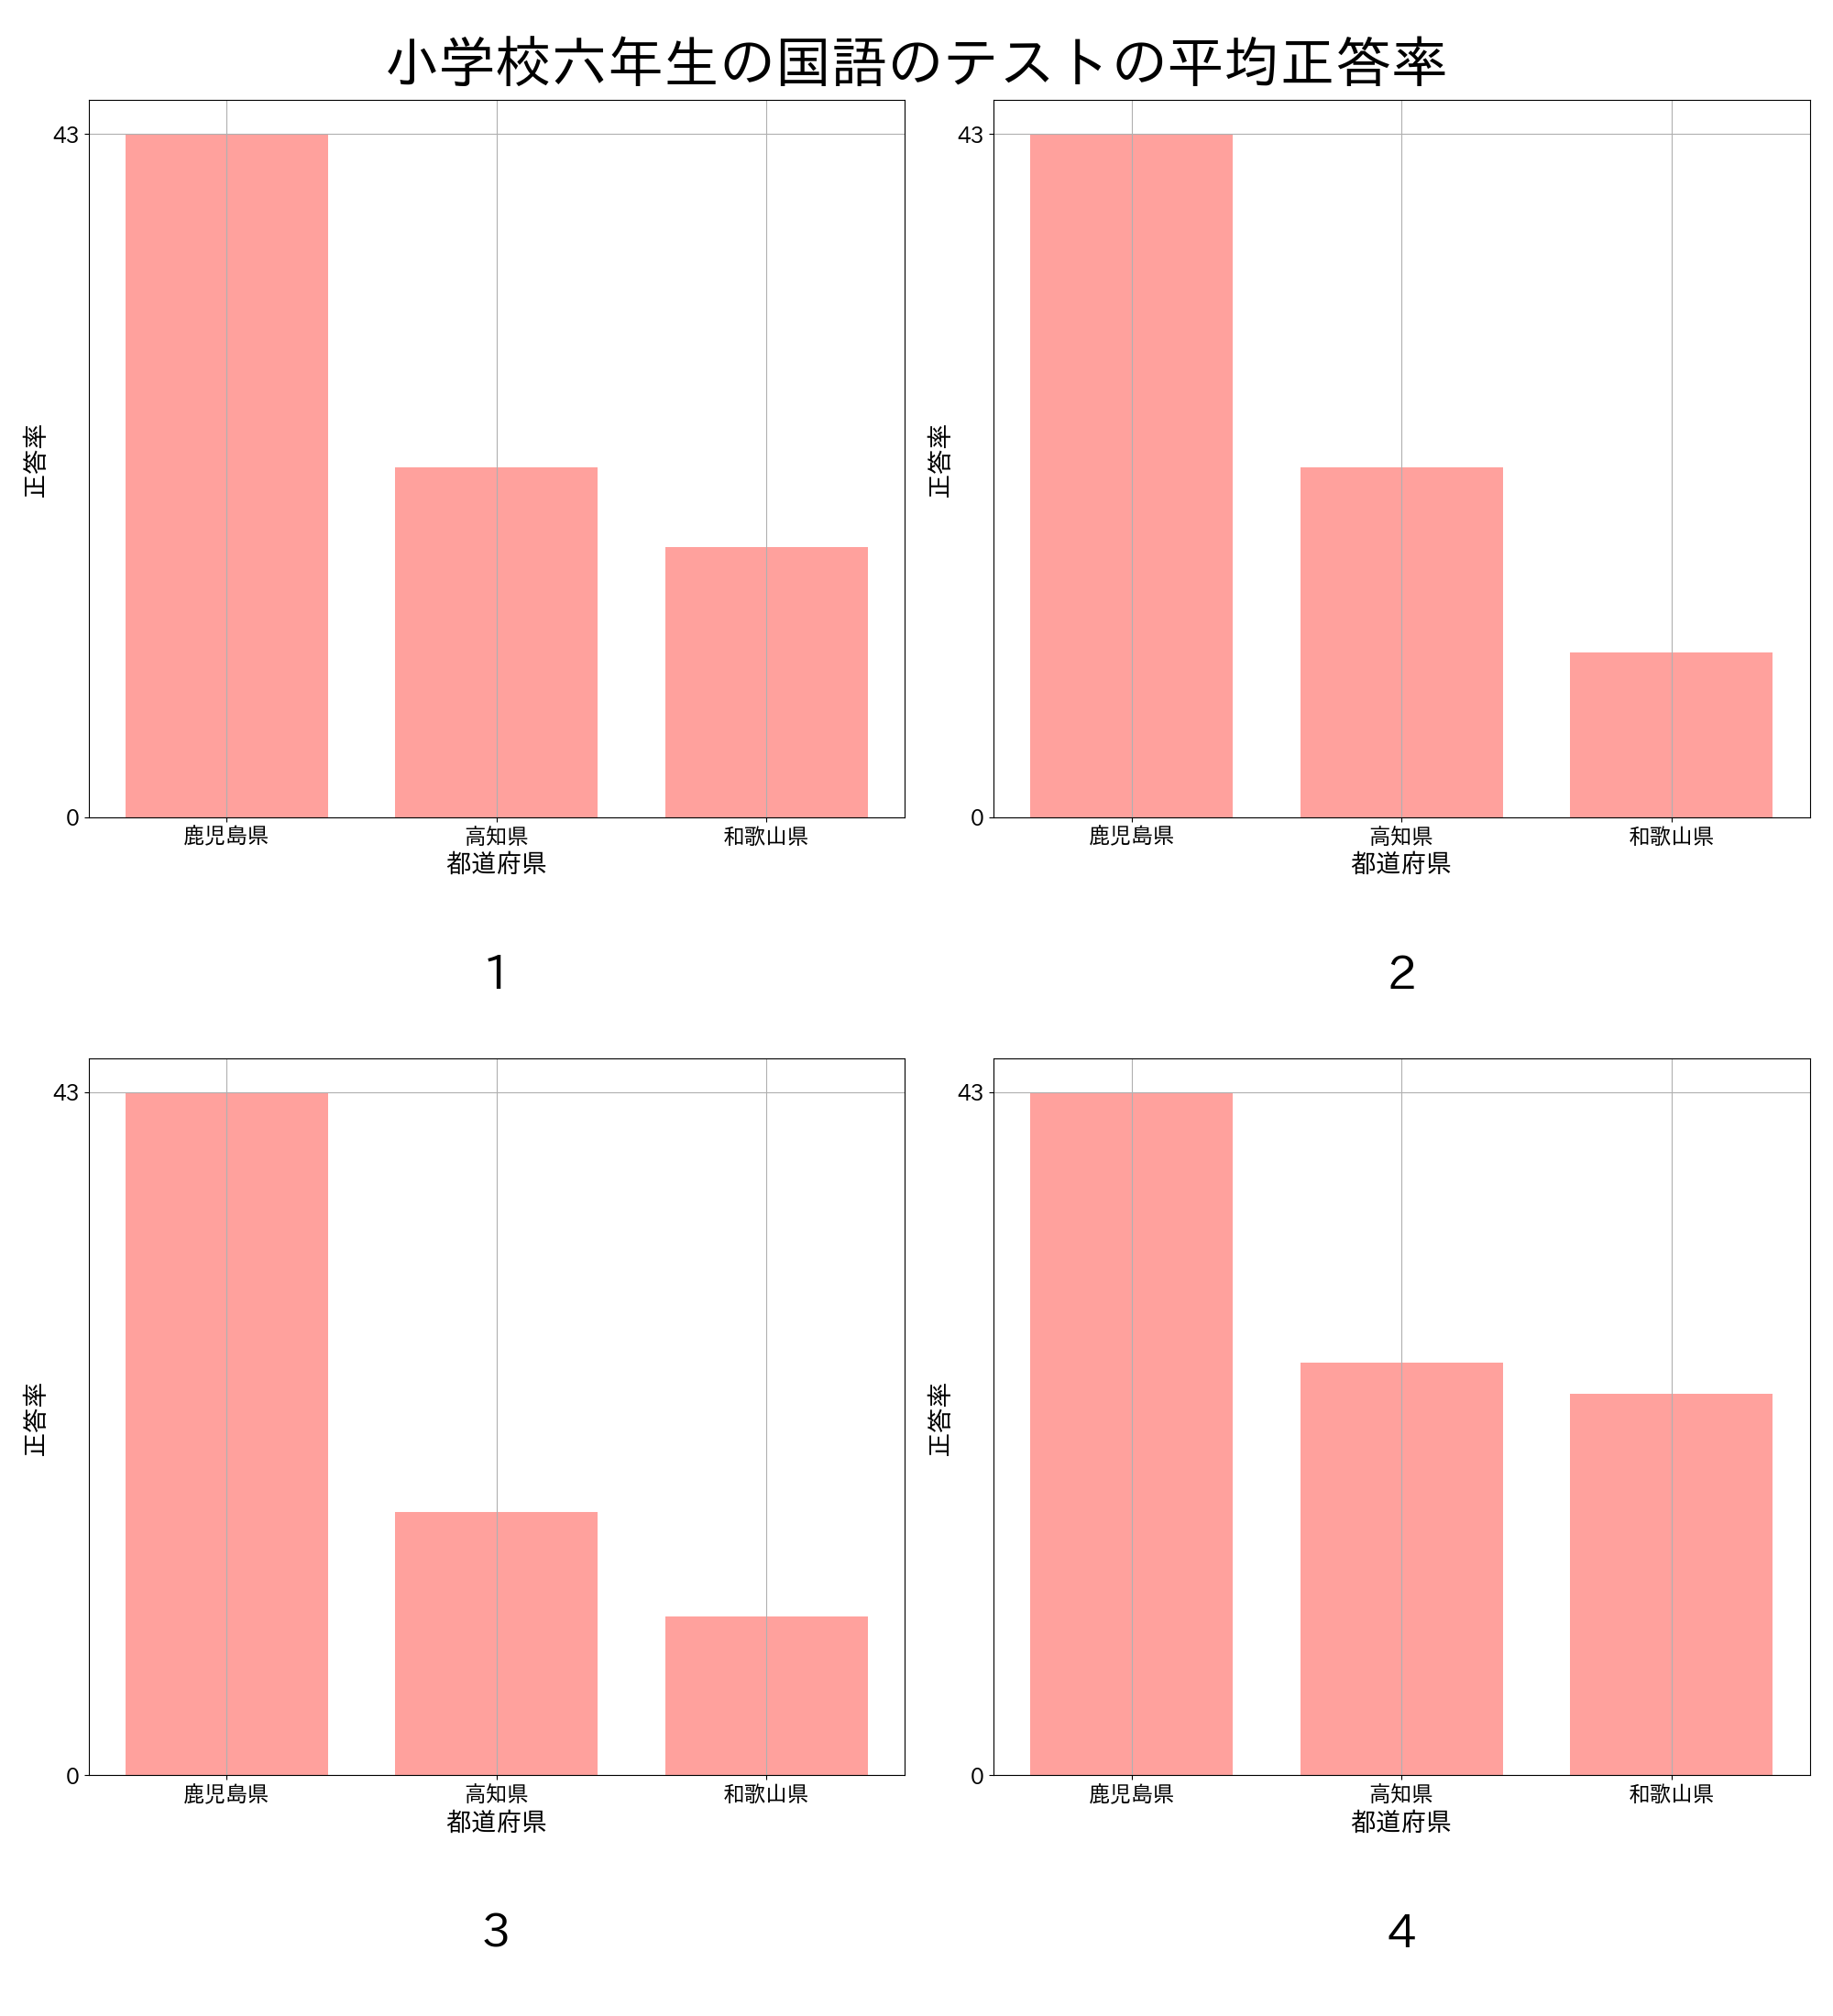 小学校六年生の国語のテストの平均正答率
43
正答率
0
鹿児島県 高知県 和歌山県
都道府県
1
43
正答率
0
鹿児島県 高知県 和歌山県
都道府県
2
43
正答率
0
鹿児島県 高知県 和歌山県
都道府県
3
43
正答率
0
鹿児島県 高知県 和歌山県
都道府県
4